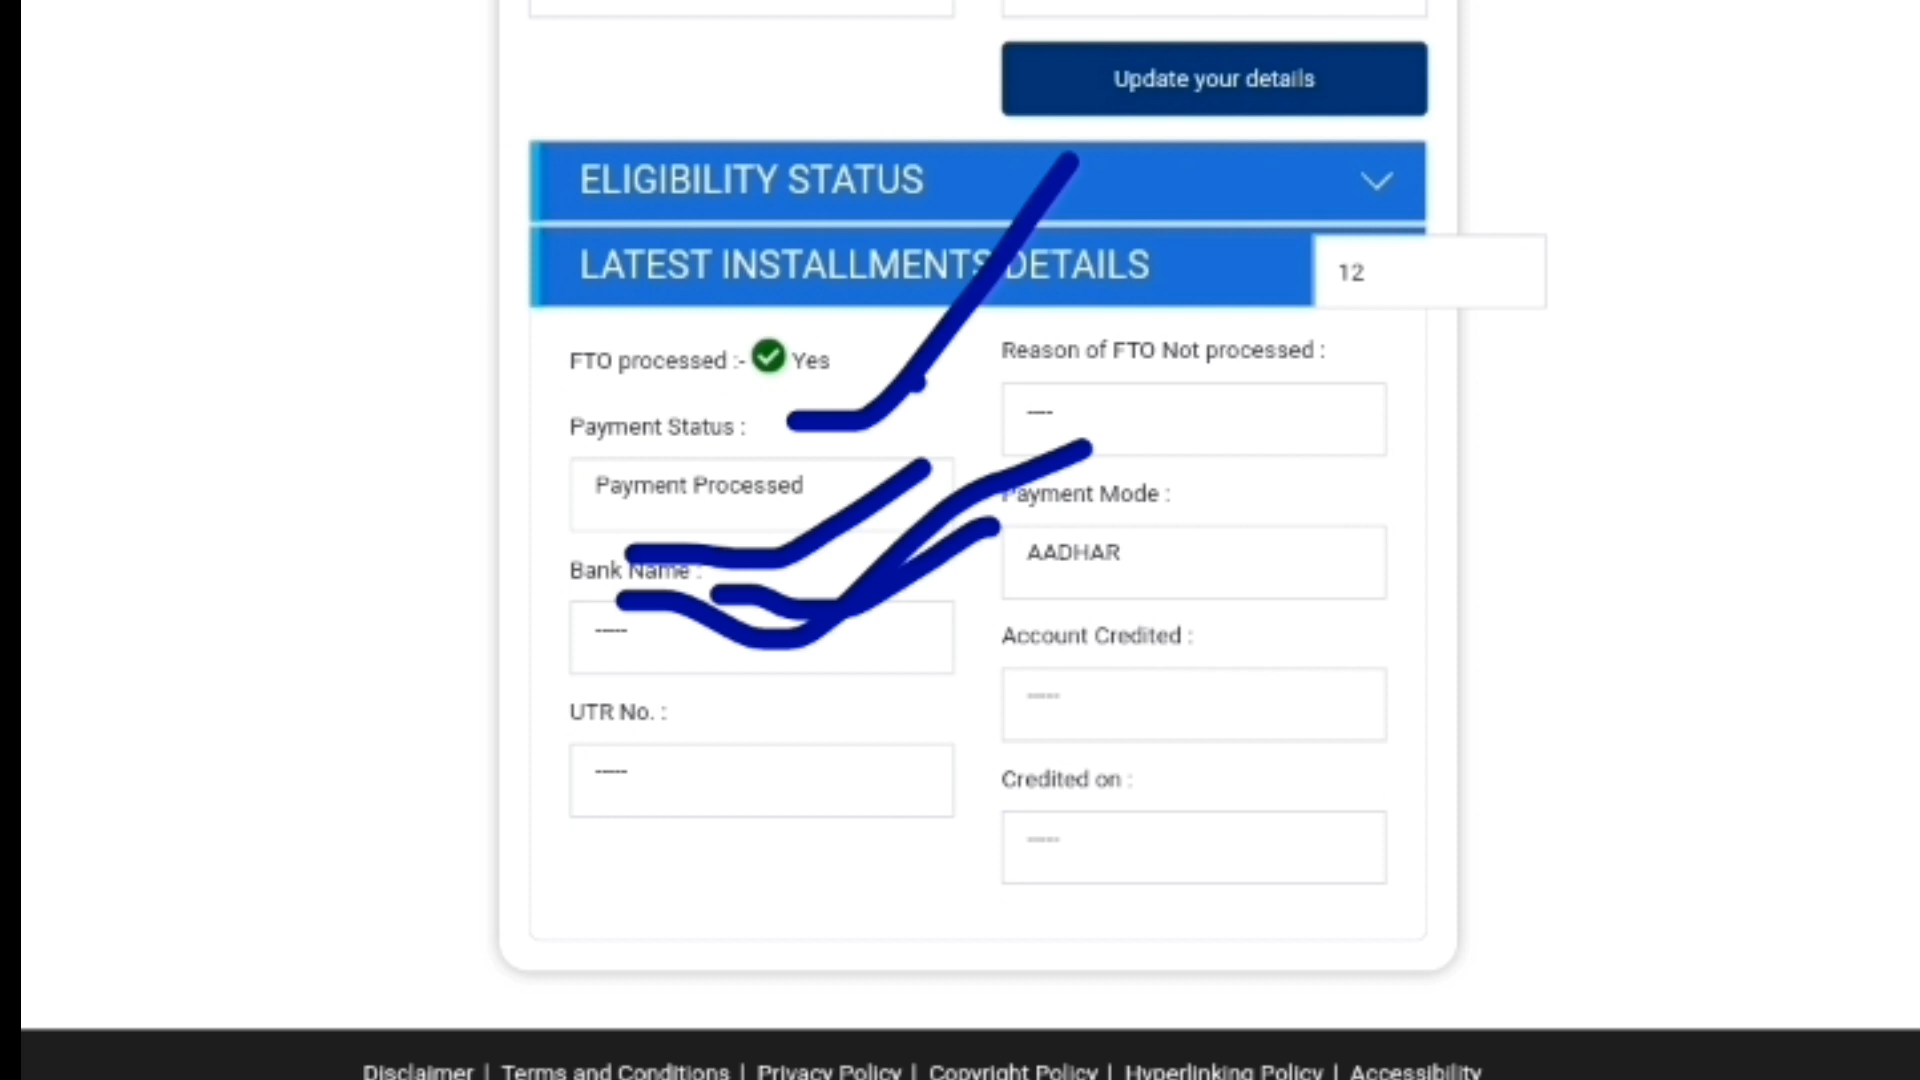 Update your details
ELIGIBILITY STATUS
LATEST INSTALLMENTS DETAILS
12
FTO processed :- Yes
Reason of FTO Not processed :
----
Payment Status :
Payment Processed
Payment Mode :
AADHAR
Bank Name :
-----
Account Credited :
-----
UTR No. :
-----
Credited on :
-----
Disclaimer | Terms and Conditions | Privacy Policy | Copyright Policy | Hyperlinking Policy | Accessibility